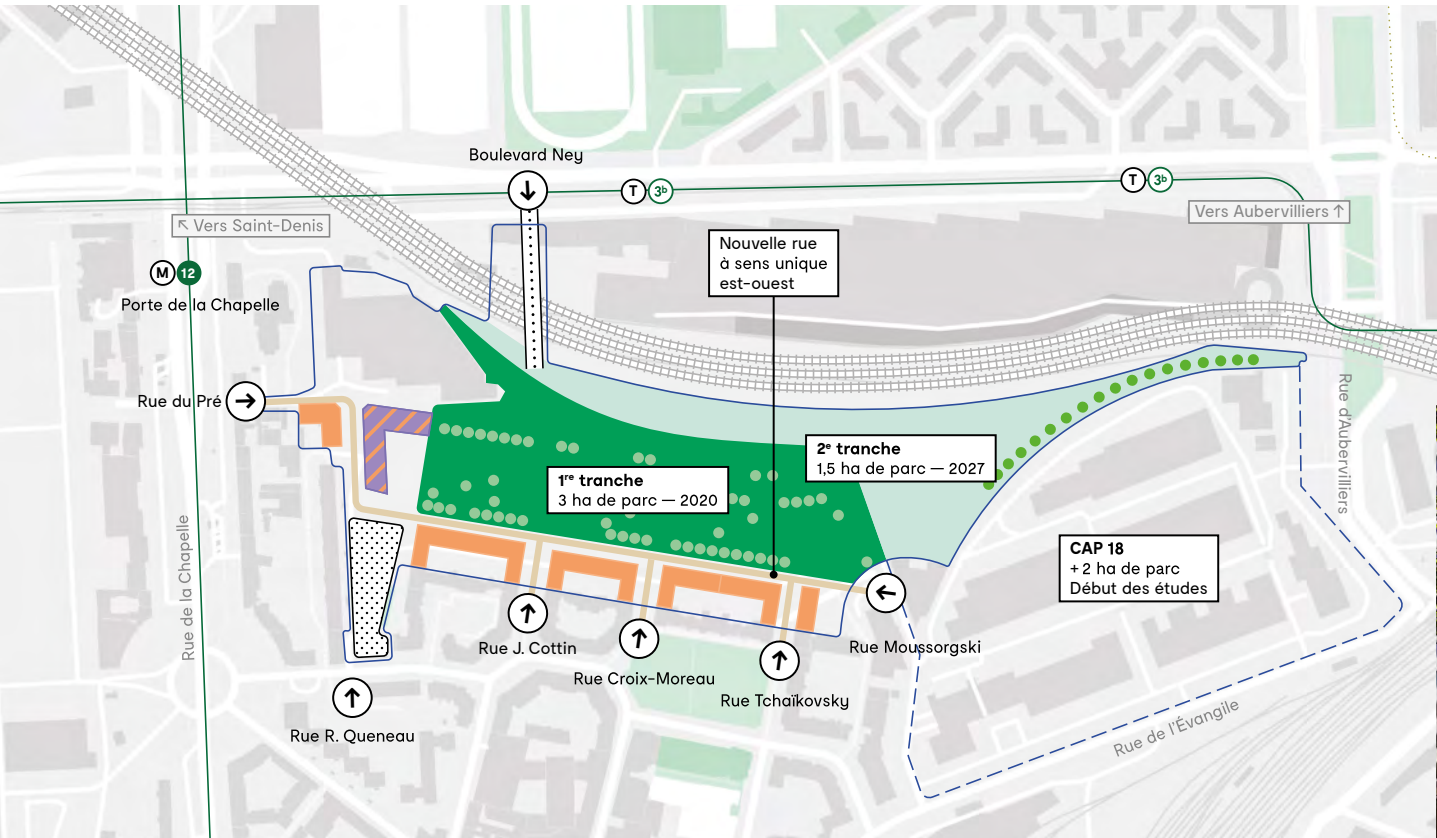 Boulevard Ney
T 3b
T 3b
↖ Vers Saint-Denis
Vers Aubervilliers ↑
Nouvelle rue
à sens unique
est-ouest
M 12
Porte de la Chapelle
Rue du Pré
1re tranche
3 ha de parc — 2020
2e tranche
1,5 ha de parc — 2027
Rue d'Aubervilliers
CAP 18
+ 2 ha de parc
Début des études
Rue de la Chapelle
Rue J. Cottin
Rue Moussorgski
Rue Croix-Moreau
Rue Tchaïkovsky
Rue R. Queneau
Rue de l'Évangile